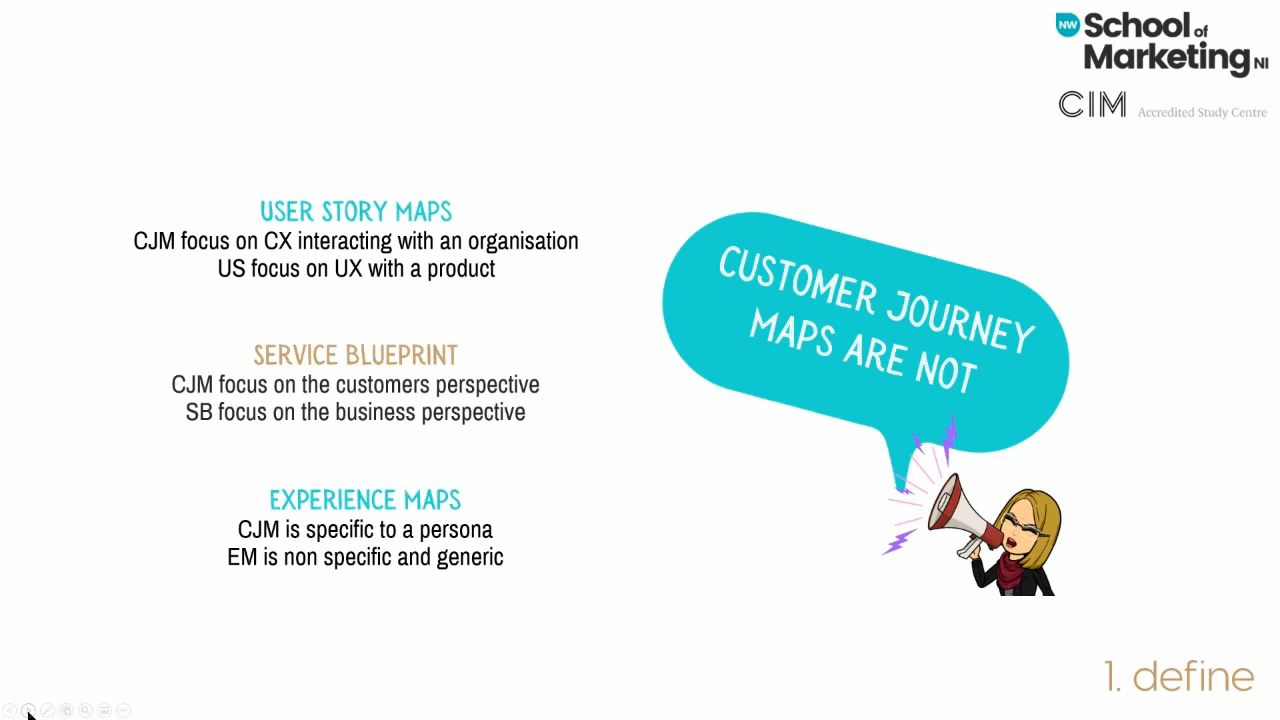 NW School of
Marketing NI
CIM Accredited Study Centre
USER STORY MAPS
CJM focus on CX interacting with an organisation
US focus on UX with a product
SERVICE BLUEPRINT
CJM focus on the customers perspective
SB focus on the business perspective
EXPERIENCE MAPS
CJM is specific to a persona
EM is non specific and generic
CUSTOMER JOURNEY
MAPS ARE NOT
1. define